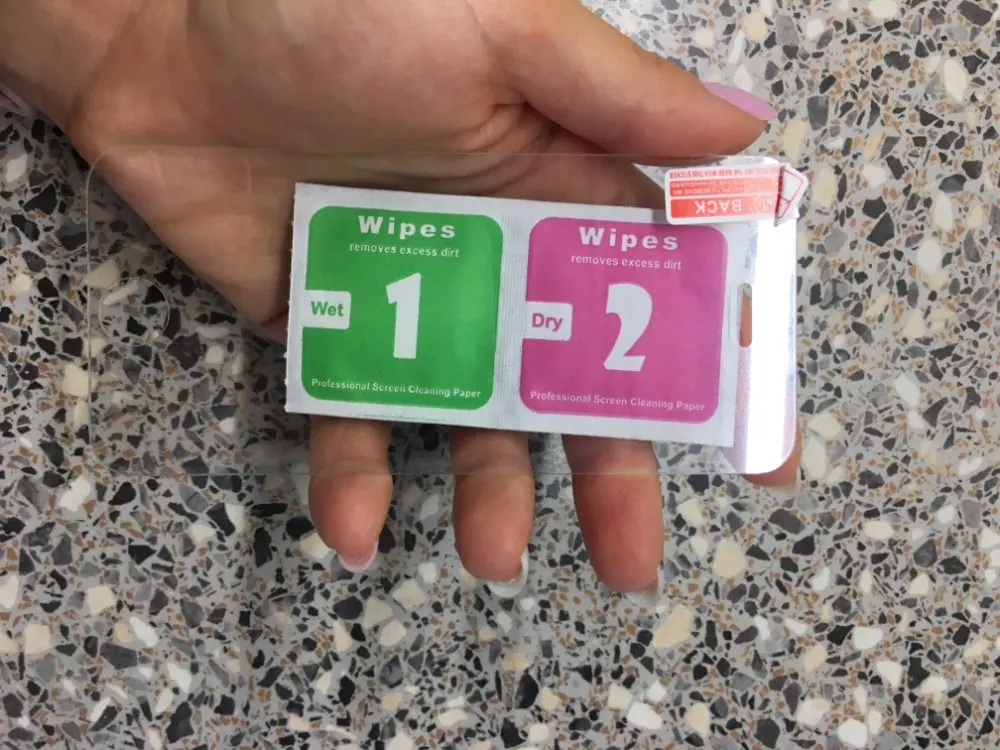 Wipes
removes excess dirt
Wet
1
Professional Screen Cleaning Paper
Wipes
removes excess dirt
Dry
2
Professional Screen Cleaning Paper
BACK